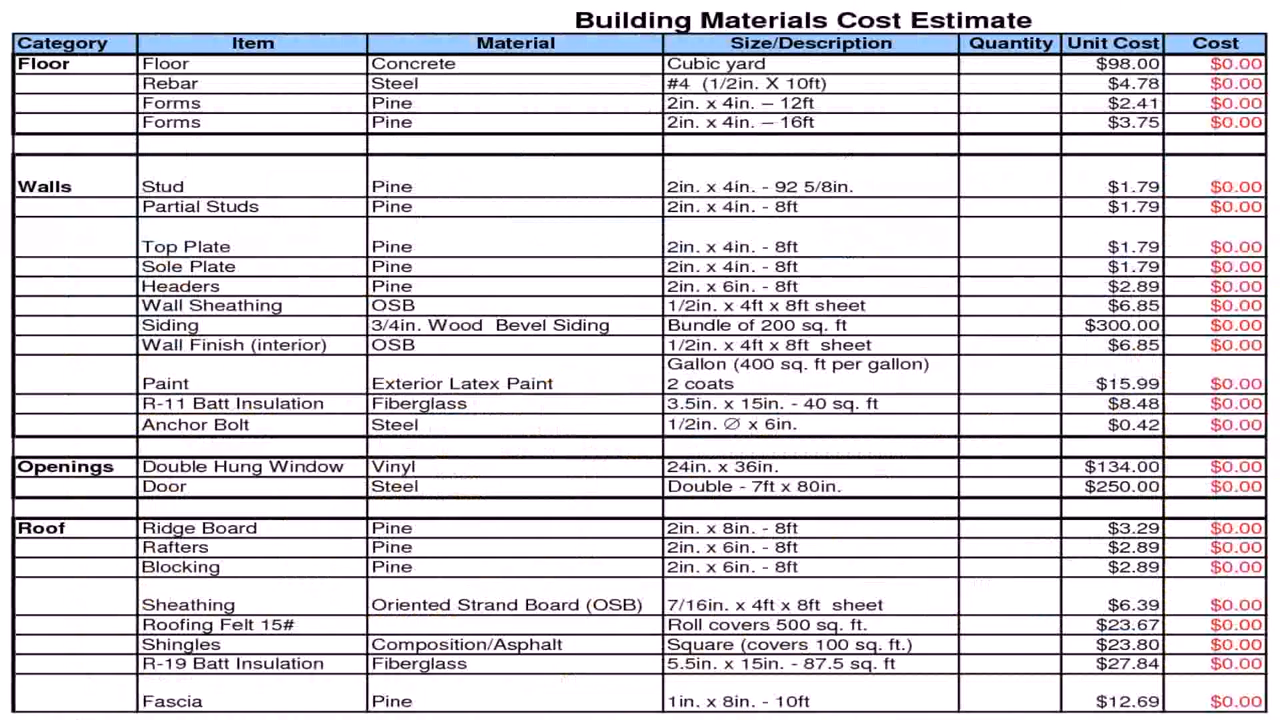 Building Materials Cost Estimate
Category Item Material Size/Description Quantity Unit Cost Cost
Floor Floor Concrete Cubic yard $98.00 $0.00
Rebar Steel #4 (1/2in. X 10ft) $4.78 $0.00
Forms Pine 2in. x 4in. – 12ft $2.41 $0.00
Forms Pine 2in. x 4in. – 16ft $3.75 $0.00
Walls Stud Pine 2in. x 4in. - 92 5/8in. $1.79 $0.00
Partial Studs Pine 2in. x 4in. - 8ft $1.79 $0.00
Top Plate Pine 2in. x 4in. - 8ft $1.79 $0.00
Sole Plate Pine 2in. x 4in. - 8ft $1.79 $0.00
Headers Pine 2in. x 6in. - 8ft $2.89 $0.00
Wall Sheathing OSB 1/2in. x 4ft x 8ft sheet $6.85 $0.00
Siding 3/4in. Wood Bevel Siding Bundle of 200 sq. ft $300.00 $0.00
Wall Finish (interior) OSB 1/2in. x 4ft x 8ft sheet $6.85 $0.00
Gallon (400 sq. ft per gallon)
Paint Exterior Latex Paint 2 coats $15.99 $0.00
R-11 Batt Insulation Fiberglass 3.5in. x 15in. - 40 sq. ft $8.48 $0.00
Anchor Bolt Steel 1/2in. ∅ x 6in. $0.42 $0.00
Openings Double Hung Window Vinyl 24in. x 36in. $134.00 $0.00
Door Steel Double - 7ft x 80in. $250.00 $0.00
Roof Ridge Board Pine 2in. x 8in. - 8ft $3.29 $0.00
Rafters Pine 2in. x 6in. - 8ft $2.89 $0.00
Blocking Pine 2in. x 6in. - 8ft $2.89 $0.00
Sheathing Oriented Strand Board (OSB) 7/16in. x 4ft x 8ft sheet $6.39 $0.00
Roofing Felt 15# Roll covers 500 sq. ft. $23.67 $0.00
Shingles Composition/Asphalt Square (covers 100 sq. ft.) $23.80 $0.00
R-19 Batt Insulation Fiberglass 5.5in. x 15in. - 87.5 sq. ft $27.84 $0.00
Fascia Pine 1in. x 8in. - 10ft $12.69 $0.00